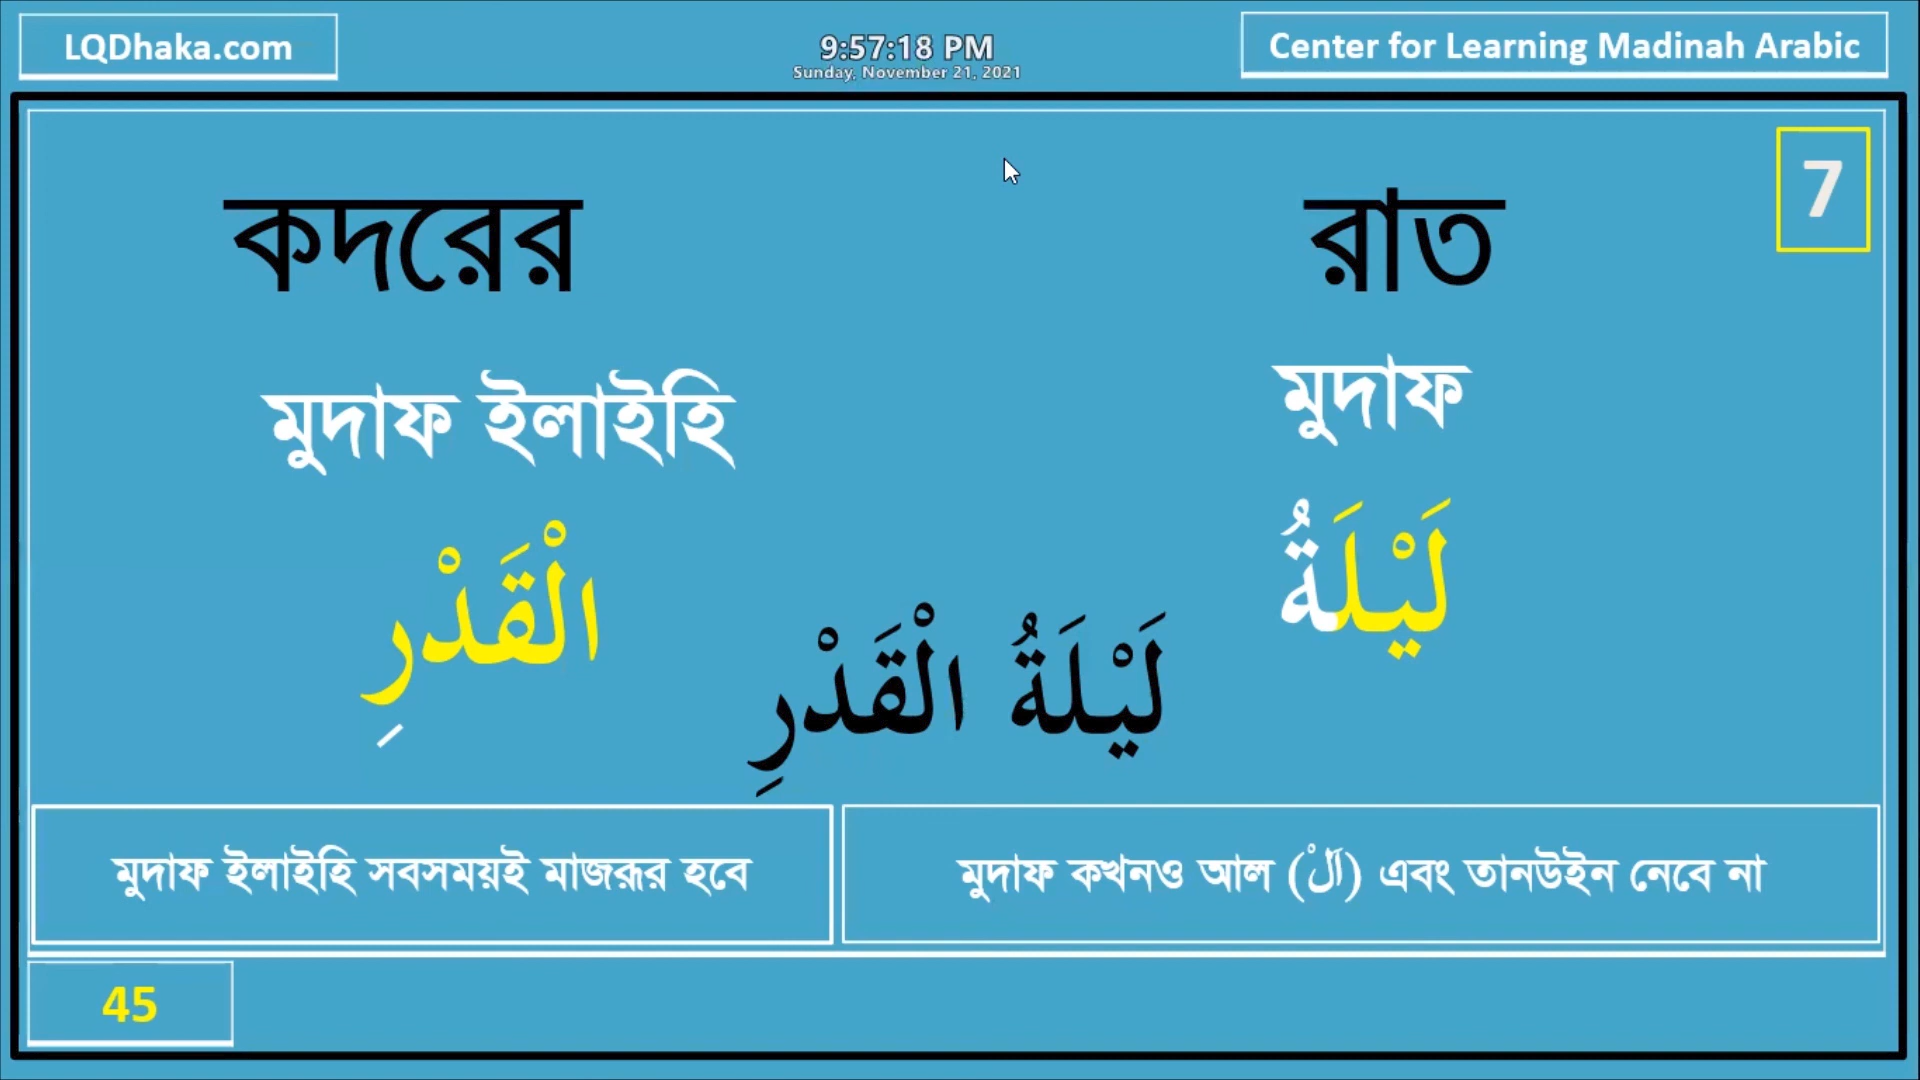 LQDhaka.com
9:57:18 PM
Sunday, November 21, 2021
Center for Learning Madinah Arabic
7
কদরের
রাত
মুদাফ ইলাইহি
মুদাফ
الْقَدْرِ
لَيْلَةُ
لَيْلَةُ الْقَدْرِ
মুদাফ ইলাইহি সবসময়ই মাজরূর হবে
মুদাফ কখনও আল (اَلْ) এবং তানউইন নেবে না
45